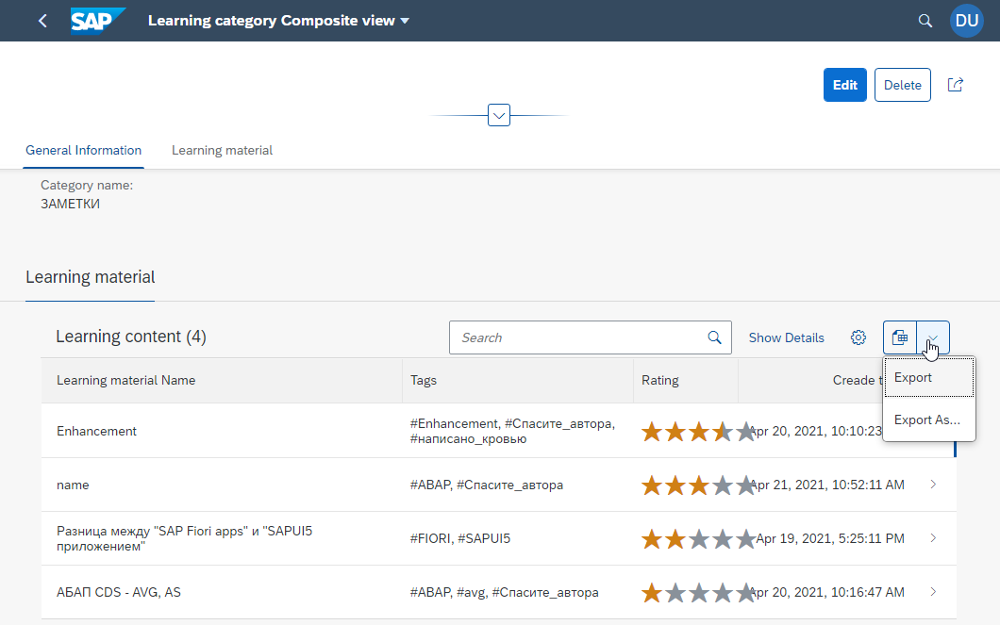 SAP Learning category Composite view DU
Edit Delete
General Information Learning material
Category name:
ЗАМЕТКИ
Learning material
Learning content (4) Search Show Details
Learning material Name Tags Rating Creade
Export
Export As...
Enhancement #Enhancement, #Спасите_автора,
#написано_кровью
Apr 20, 2021, 10:10:23
name #ABAP, #Спасите_автора Apr 21, 2021, 10:52:11 AM
Разница между "SAP Fiori apps" и "SAPUI5
приложением"
#FIORI, #SAPUI5 Apr 19, 2021, 5:25:11 PM
АБАП CDS - AVG, AS #ABAP, #avg, #Спасите_автора Apr 20, 2021, 10:16:47 AM